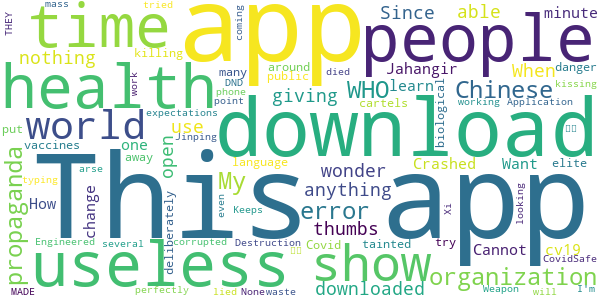 THEY
mass
tried
coming
time
app
people
Since
able
minute
nothing
killing
many
around
public
giving
WHO
Jahangir
learn
When
danger
DND
died
health
work
phone
point
cartels
Chinese
kissing
biological
working
Application
expectations
world
use
download
put
Jinping
vaccines
one
away
open
language
wonder
Crashed
Want
elite
propaganda
This app
My
anything
How
change
typing
arse
thumbs
error
try
Xi
looking
Cannot
cv19
deliberately
even
Keeps
Engineered
several
corrupted
Destruction
Covid
tainted
CovidSafe
useless
show
organization
downloaded
Weapon
will
I'm
MADE
perfectly
lied
None
waste